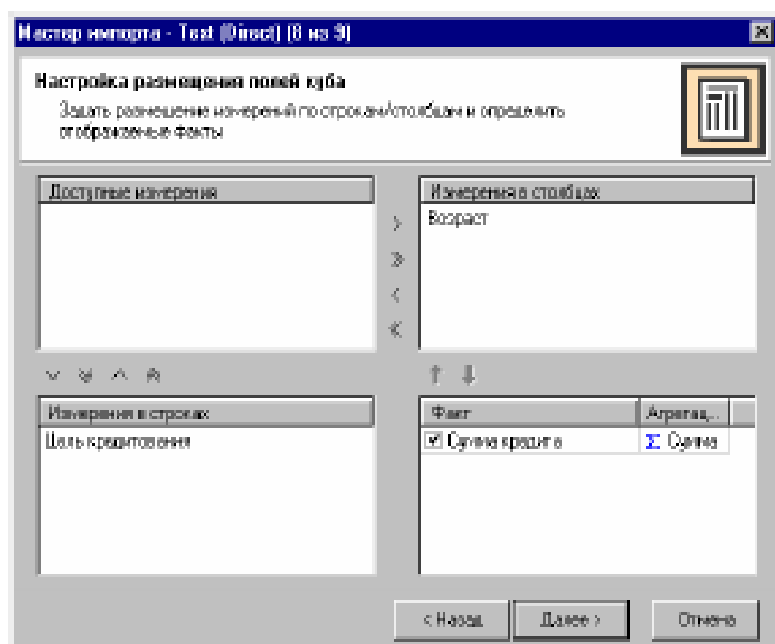 Мастер импорта - Text (Direct) (8 из 9)
Настройка размещения полей куба
Задать размещение измерений по строкам/столбцам и определить
отображаемые факты
Доступные измерения
Измерения в столбцах
Возраст
Измерения в строках
Цель кредитования
Факт
Агрегац...
Сумма кредита
Σ Сумма
< Назад
Далее >
Отмена